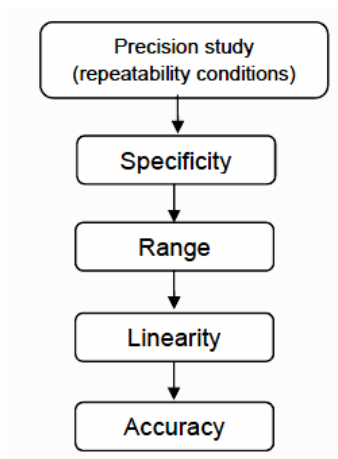 Precision study
(repeatability conditions)
Specificity
Range
Linearity
Accuracy